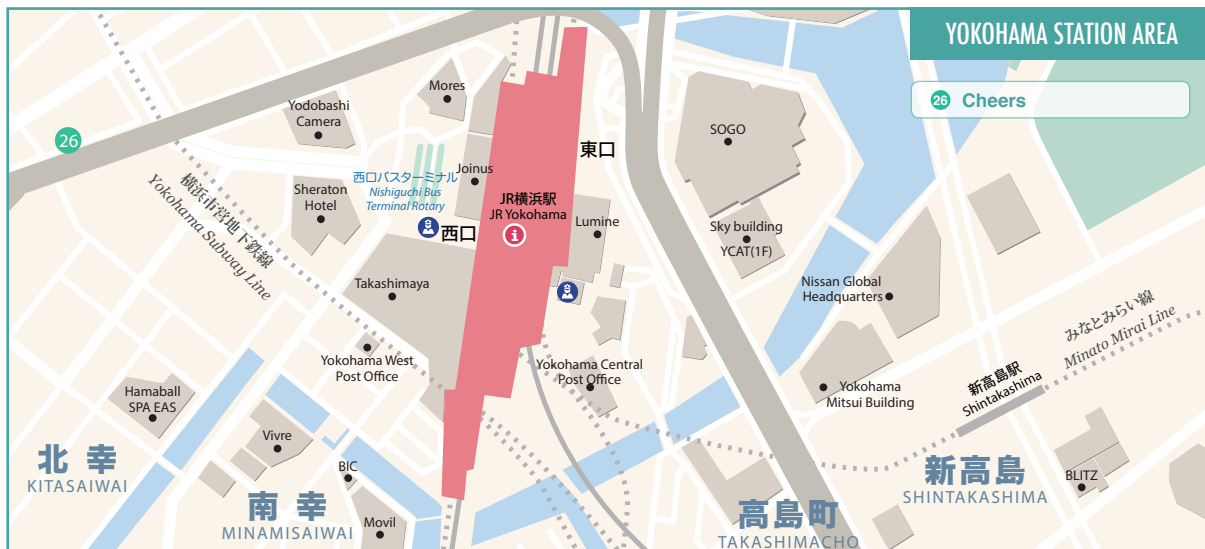 YOKOHAMA STATION AREA
26 Cheers
Mores
Yodobashi
Camera
26
SOGO
東口
西口バスターミナル
Nishiguchi Bus
Terminal Rotary
Joinus
横浜市営地下鉄線
Yokohama Subway Line
Sheraton
Hotel
JR横浜駅
JR Yokohama
西口
Lumine
Sky building
YCAT(1F)
Takashimaya
Nissan Global
Headquarters
みなとみらい線
Minato Mirai Line
Yokohama West
Post Office
Yokohama Central
Post Office
新高島駅
Shintakashima
Yokohama
Mitsui Building
Hamaball
SPA EAS
Vivre
北幸
KITASAIWAI
BIC
新高島
SHINTAKASHIMA
BLITZ
南幸
MINAMISAIWAI
Movil
高島町
TAKASHIMACHO